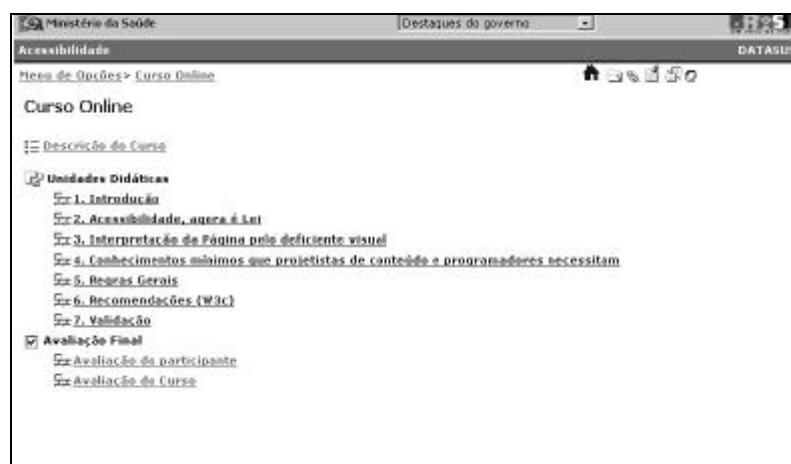 Ministério da Saúde Destaques do governo
Acessibilidade DATASUS
Menu de Opções> Curso Online
Curso Online
Descrição do Curso
Unidades Didáticas
1. Introdução
2. Acessibilidade, agora é Lei
3. Interpretação da Página pelo deficiente visual
4. Conhecimentos mínimos que projetistas de conteúdo e programadores necessitam
5. Regras Gerais
6. Recomendações (W3c)
7. Validação
Avaliação Final
Avaliação do participante
Avaliação do Curso